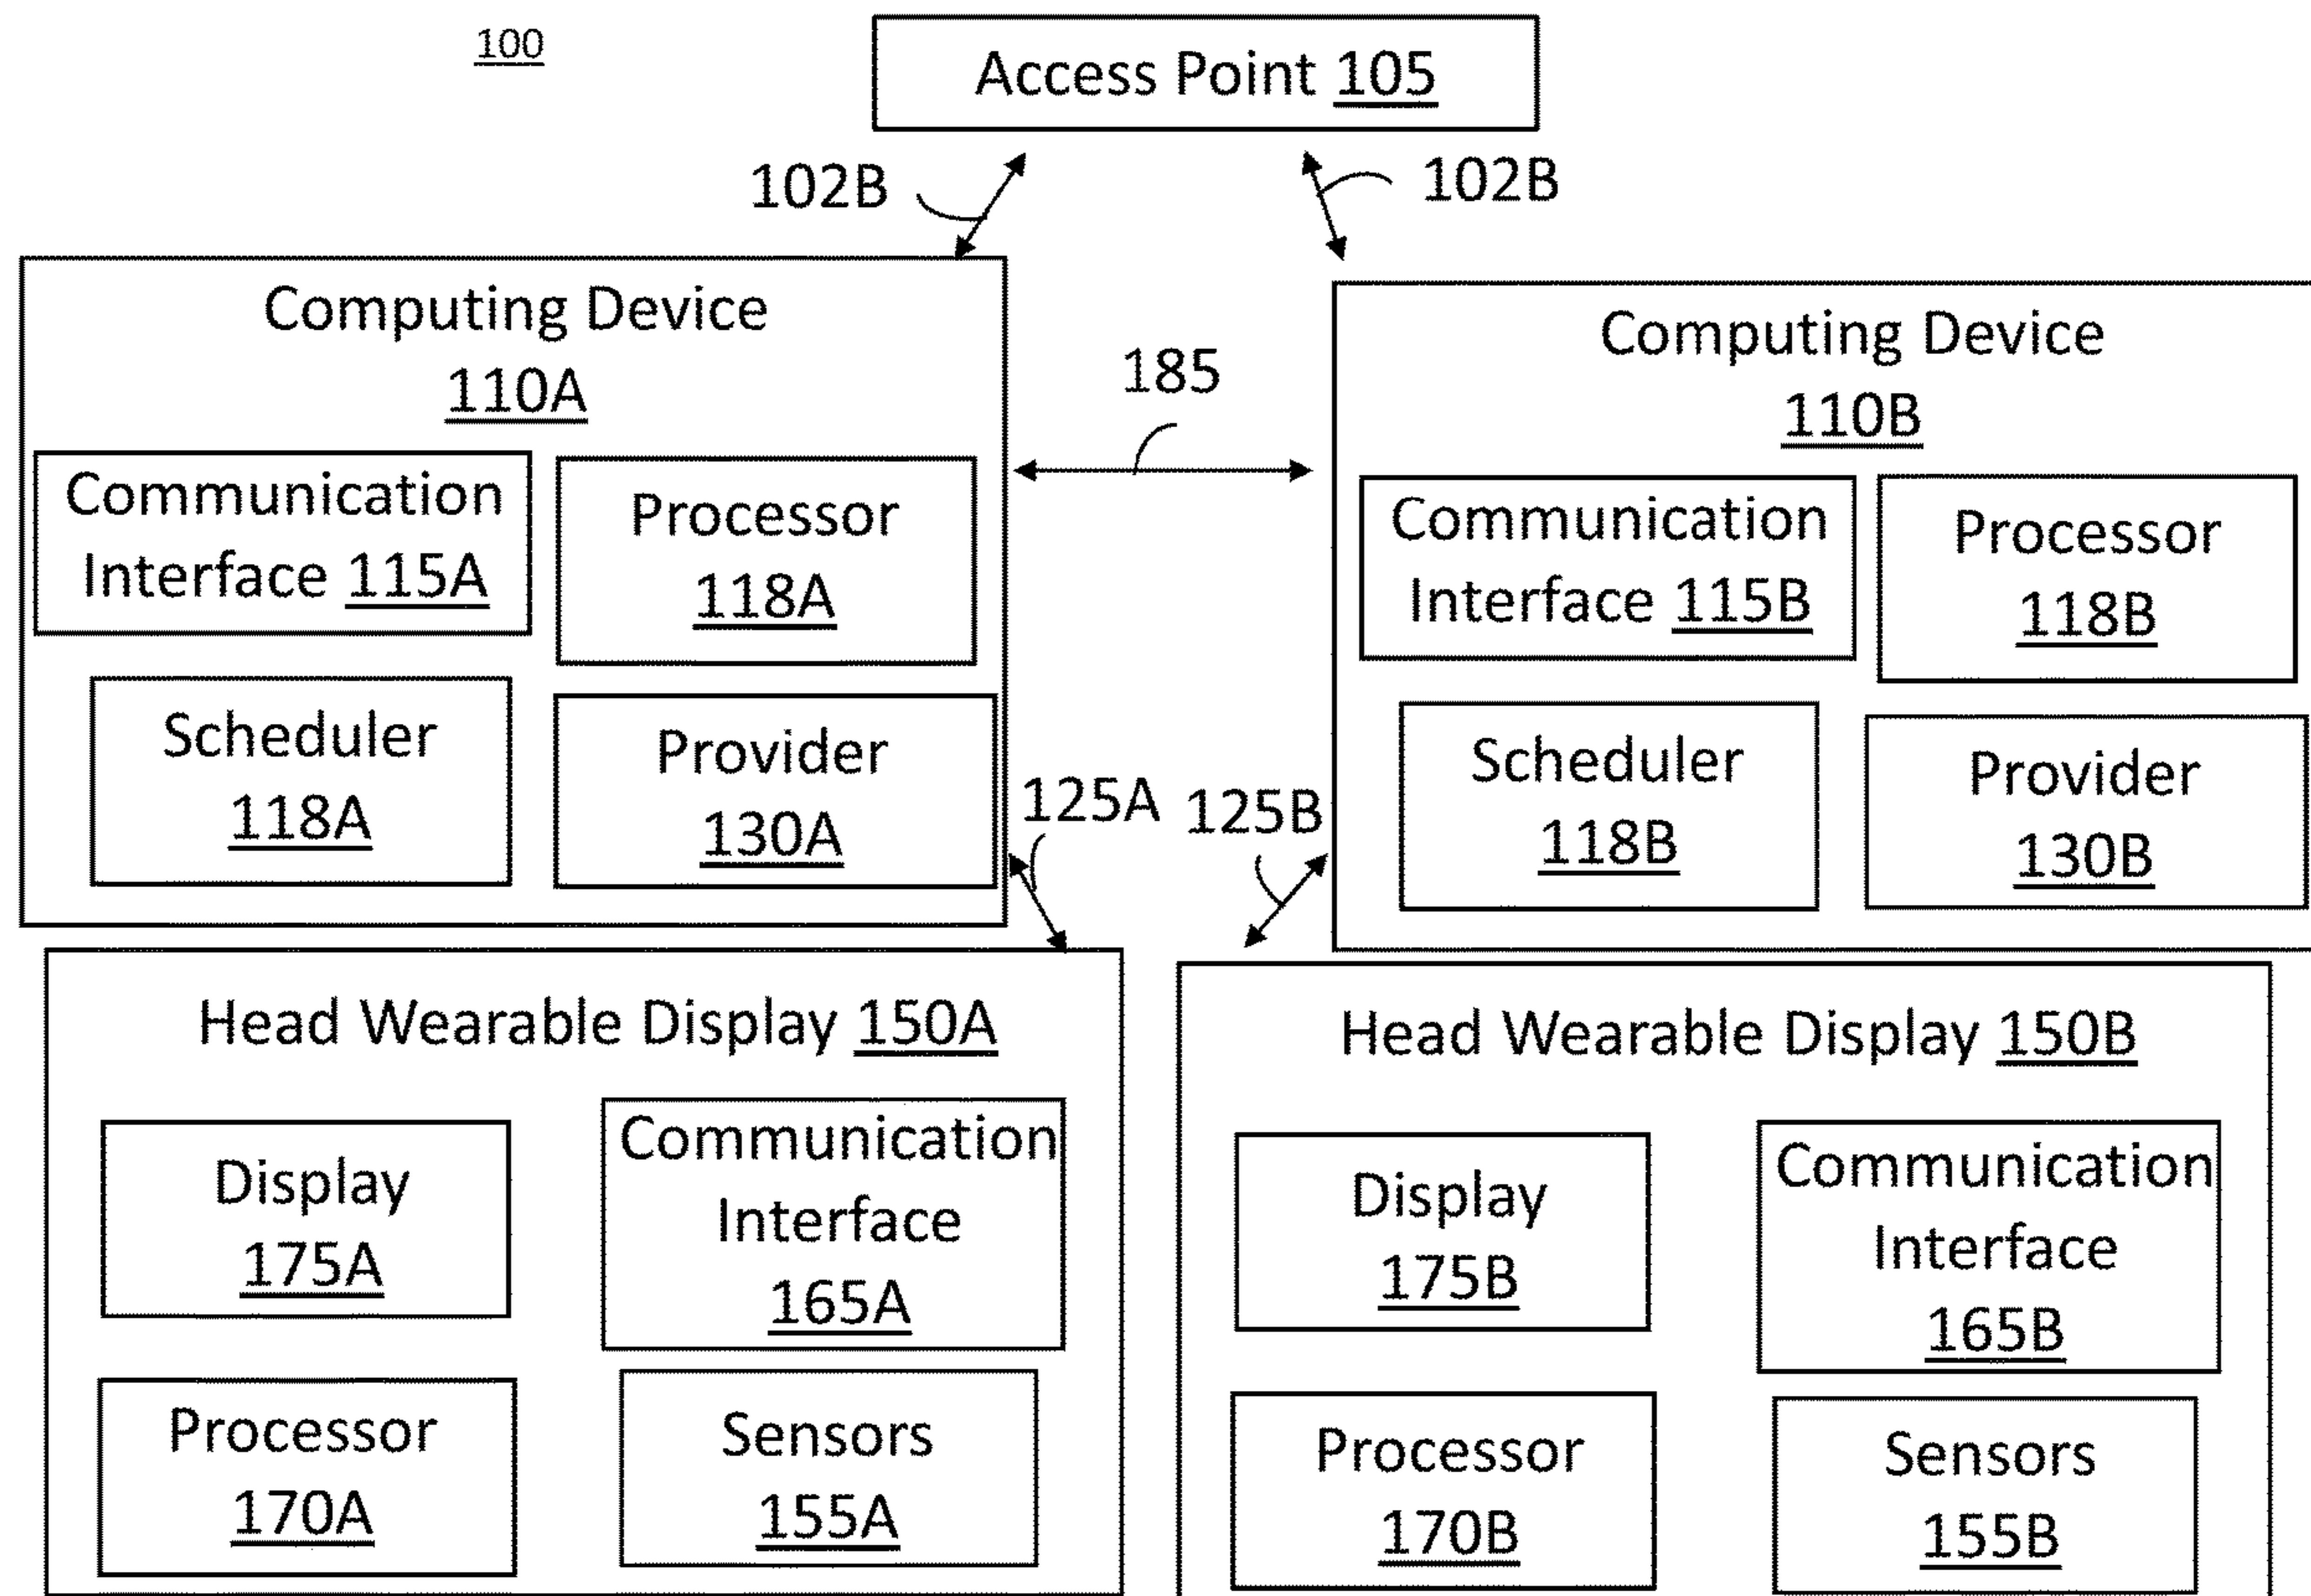 100
Access Point 105
102B
102B
Computing Device
110A
Communication
Interface 115A
Processor
118A
Scheduler
118A
Provider
130A
185
Computing Device
110B
Communication
Interface 115B
Processor
118B
Scheduler
118B
Provider
130B
125A
125B
Head Wearable Display 150A
Display
175A
Communication
Interface
165A
Processor
170A
Sensors
155A
Head Wearable Display 150B
Display
175B
Communication
Interface
165B
Processor
170B
Sensors
155B